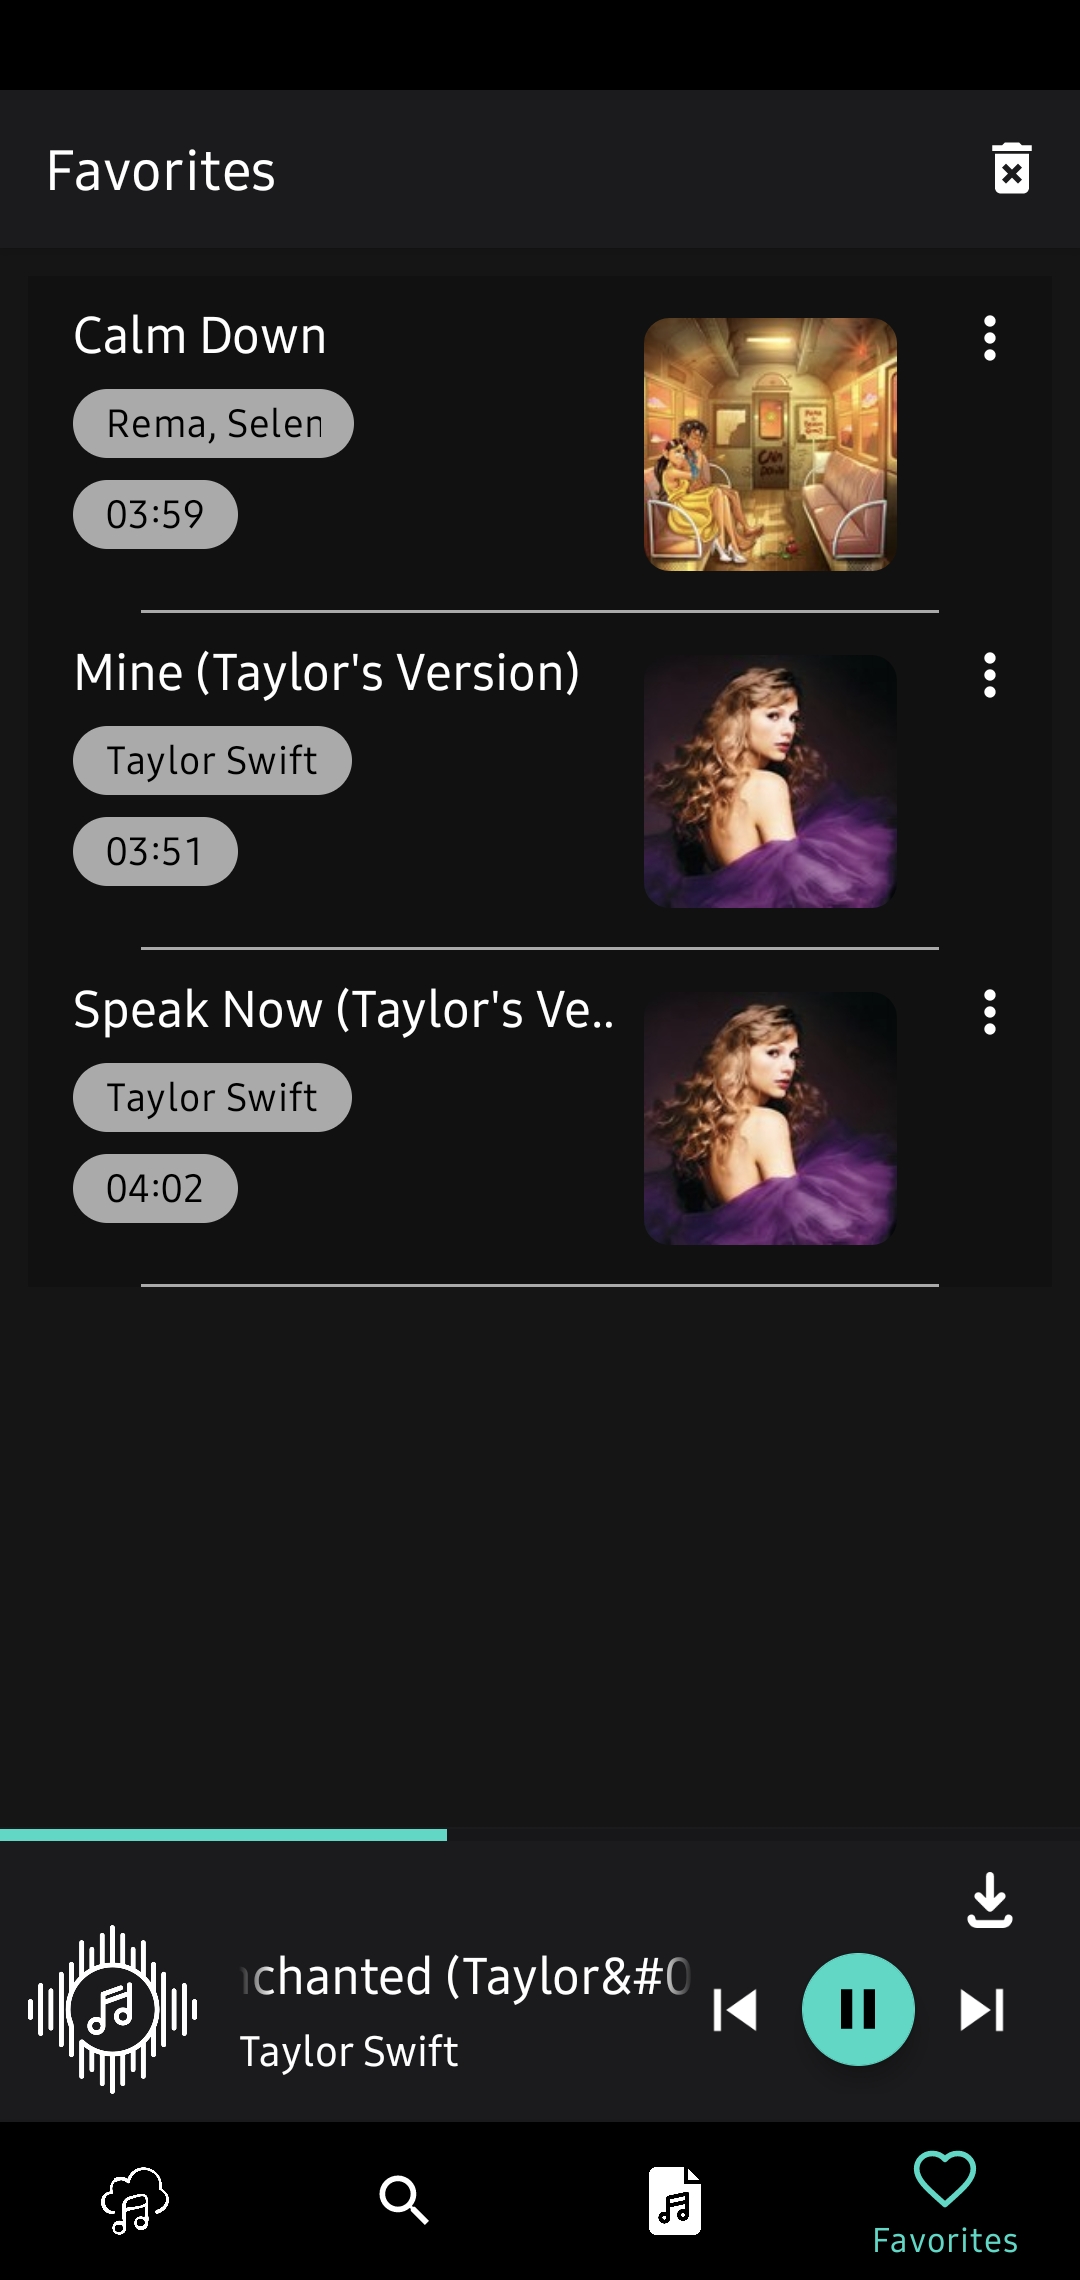 Favorites
Calm Down
Rema, Selen
03:59
Mine (Taylor's Version)
Taylor Swift
03:51
Speak Now (Taylor's Ve..
Taylor Swift
04:02
nchanted (Taylor&#0
Taylor Swift
Favorites